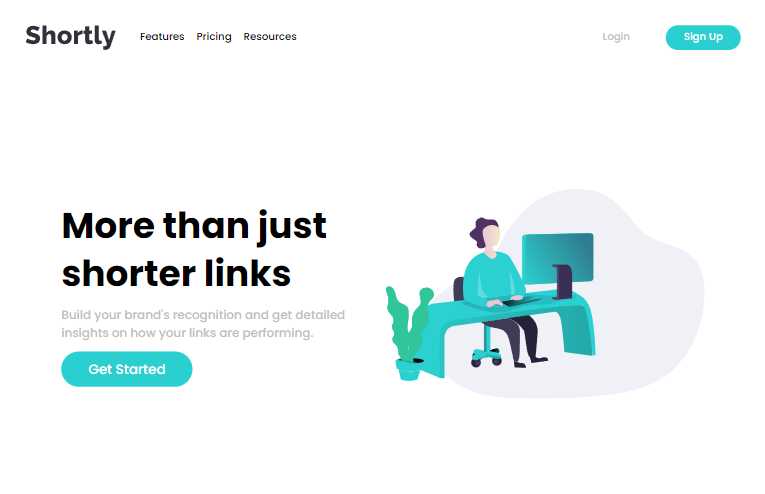 Shortly
Features Pricing Resources
Login
Sign Up
More than just
shorter links
Build your brand's recognition and get detailed
insights on how your links are performing.
Get Started